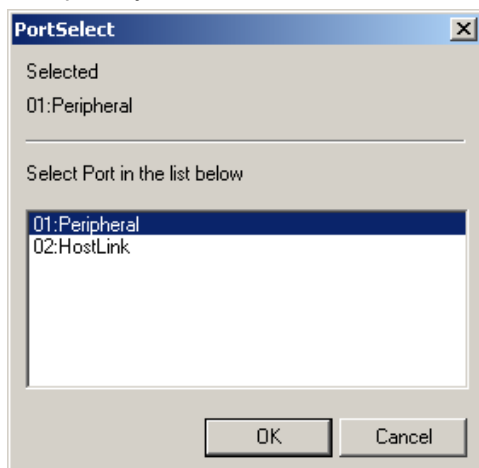 PortSelect
Selected
01:Peripheral
Select Port in the list below
01:Peripheral
02:HostLink
OK Cancel